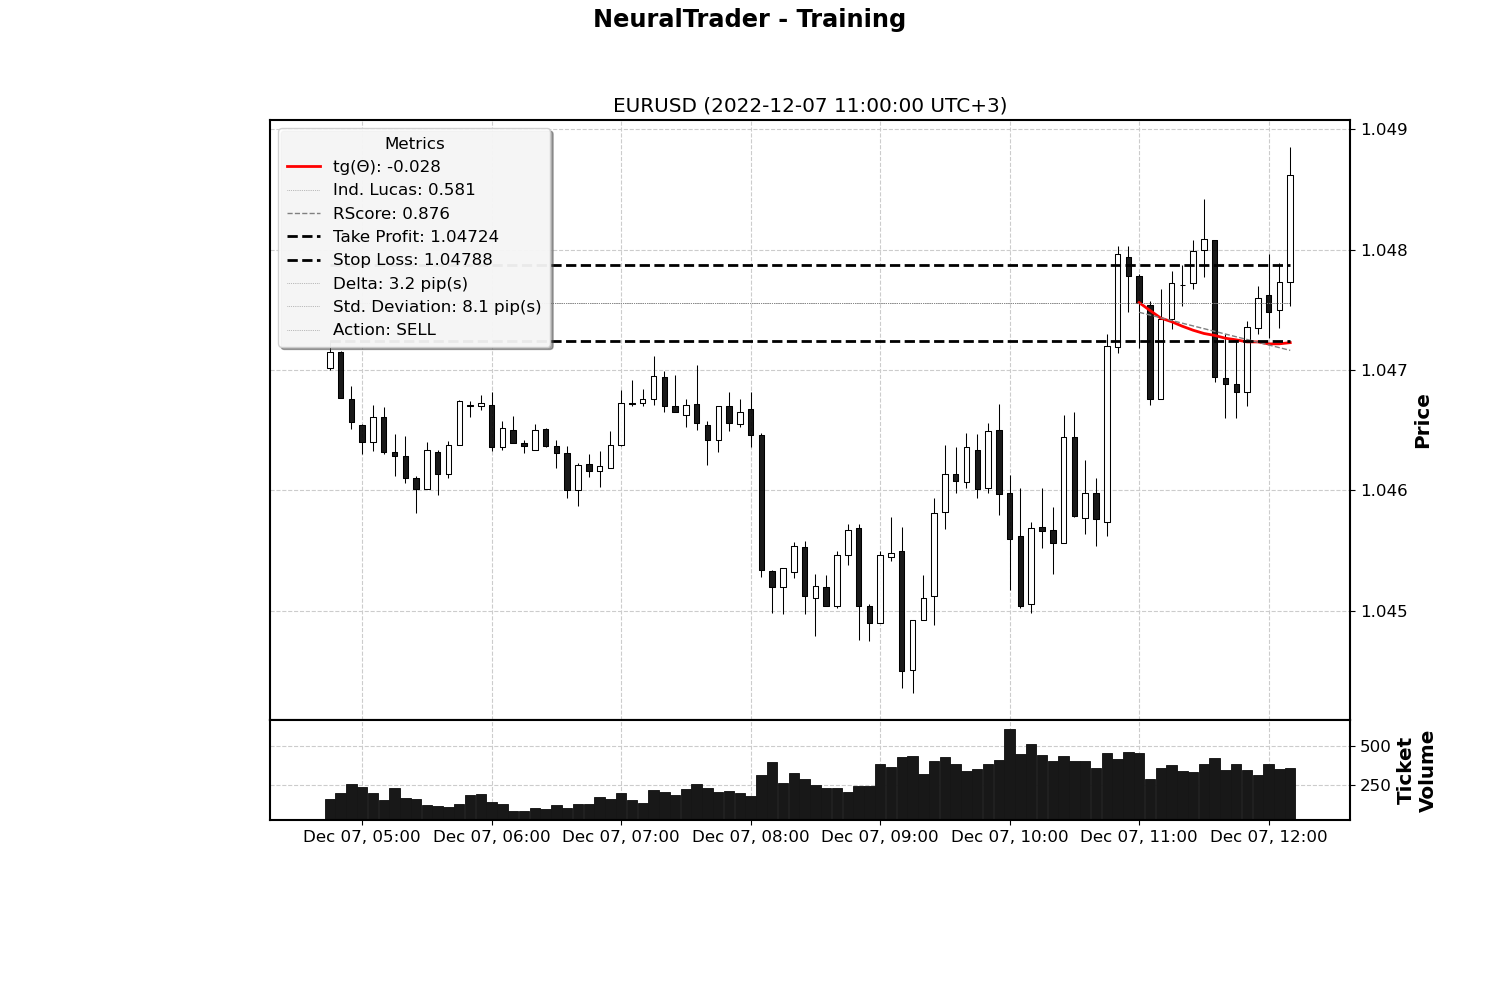 NeuralTrader - Training
EURUSD (2022-12-07 11:00:00 UTC+3)
Metrics
tg(Θ): -0.028
Ind. Lucas: 0.581
RScore: 0.876
Take Profit: 1.04724
Stop Loss: 1.04788
Delta: 3.2 pip(s)
Std. Deviation: 8.1 pip(s)
Action: SELL
1.049
1.048
1.047
1.046
1.045
Price
500
250
Ticket
Volume
Dec 07, 05:00 Dec 07, 06:00 Dec 07, 07:00 Dec 07, 08:00 Dec 07, 09:00 Dec 07, 10:00 Dec 07, 11:00 Dec 07, 12:00